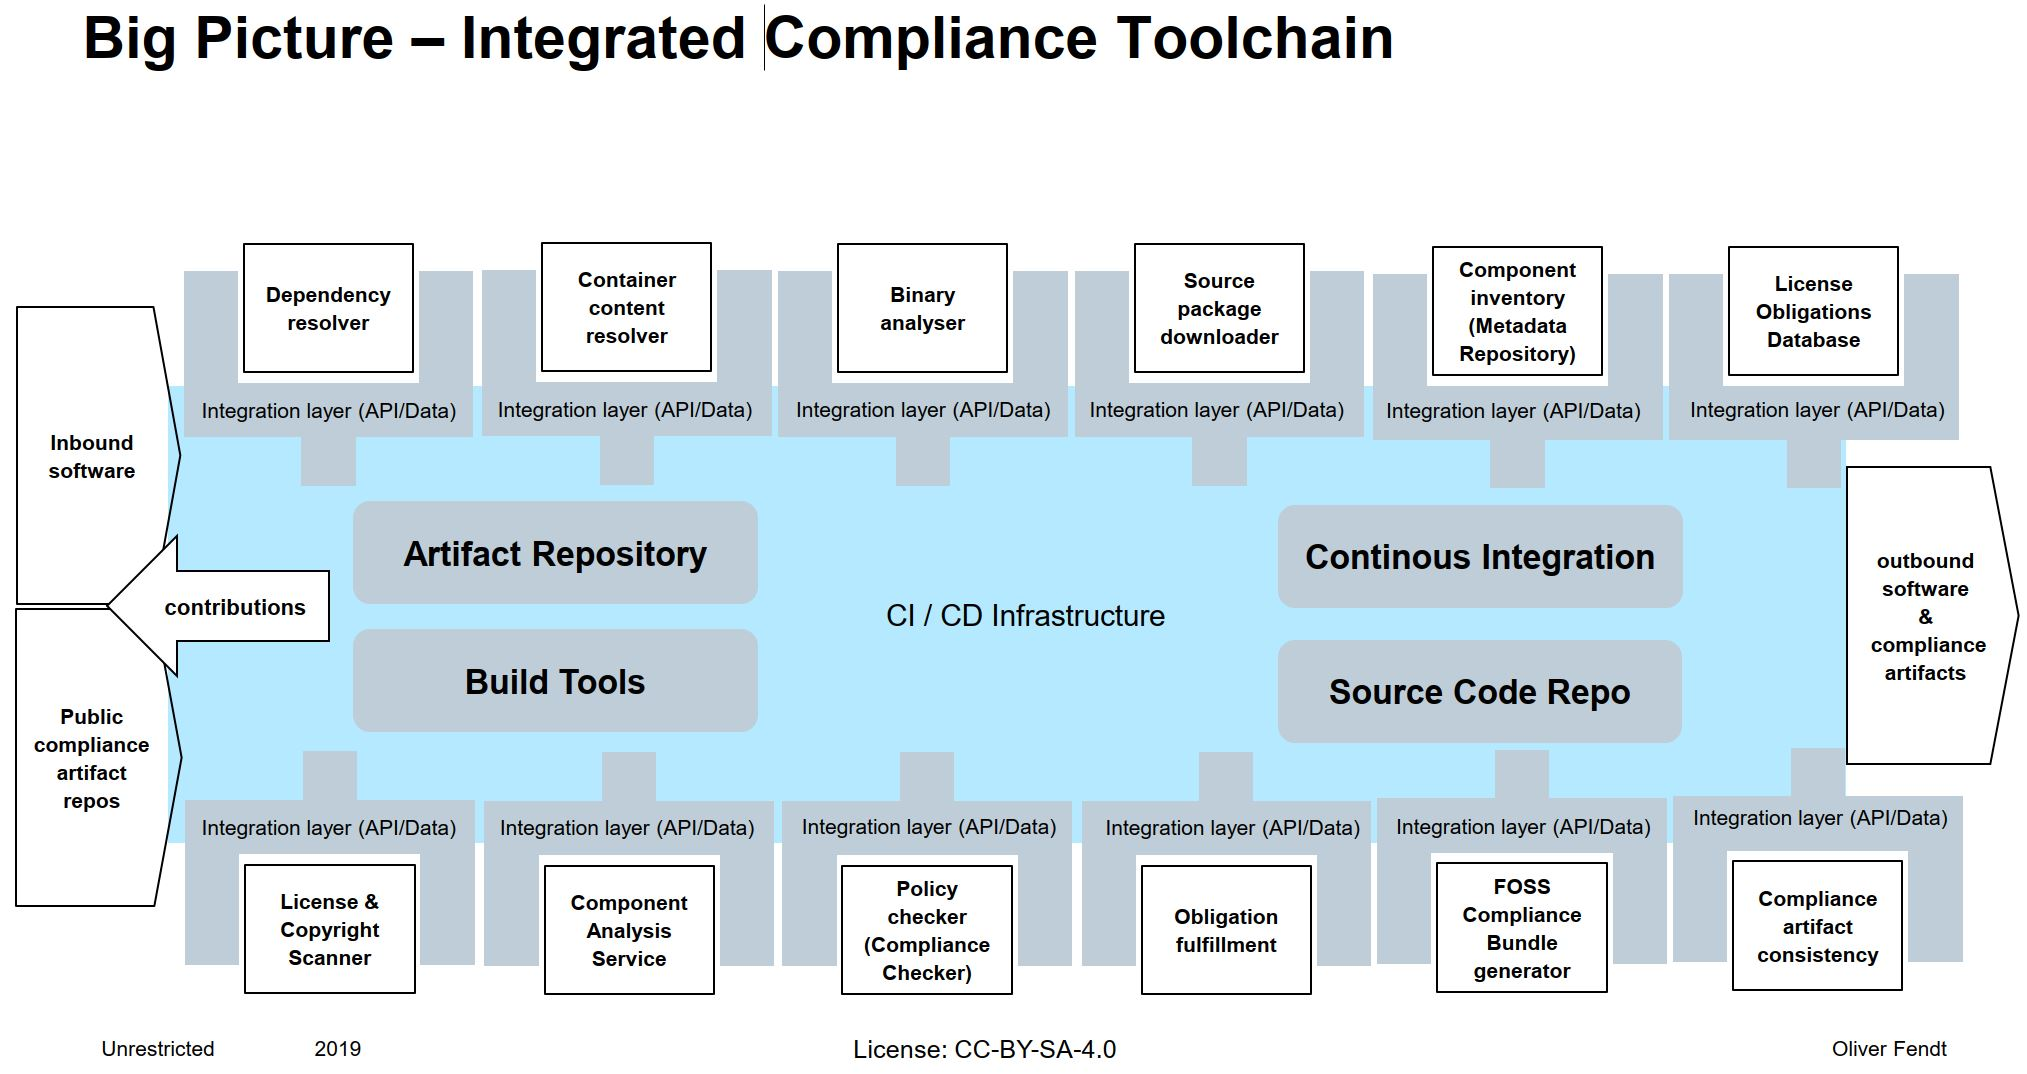 Big Picture – Integrated Compliance Toolchain
Dependency
resolver
Container
content
resolver
Binary
analyser
Source
package
downloader
Component
inventory
(Metadata
Repository)
License
Obligations
Database
Integration layer (API/Data)
Integration layer (API/Data)
Integration layer (API/Data)
Integration layer (API/Data)
Integration layer (API/Data)
Integration layer (API/Data)
Inbound
software
contributions
Public
compliance
artifact
repos
Artifact Repository
Build Tools
CI / CD Infrastructure
Continous Integration
Source Code Repo
outbound
software
&
compliance
artifacts
Integration layer (API/Data)
Integration layer (API/Data)
Integration layer (API/Data)
Integration layer (API/Data)
Integration layer (API/Data)
Integration layer (API/Data)
License &
Copyright
Scanner
Component
Analysis
Service
Policy
checker
(Compliance
Checker)
Obligation
fulfillment
FOSS
Compliance
Bundle
generator
Compliance
artifact
consistency
Unrestricted
2019
License: CC-BY-SA-4.0
Oliver Fendt